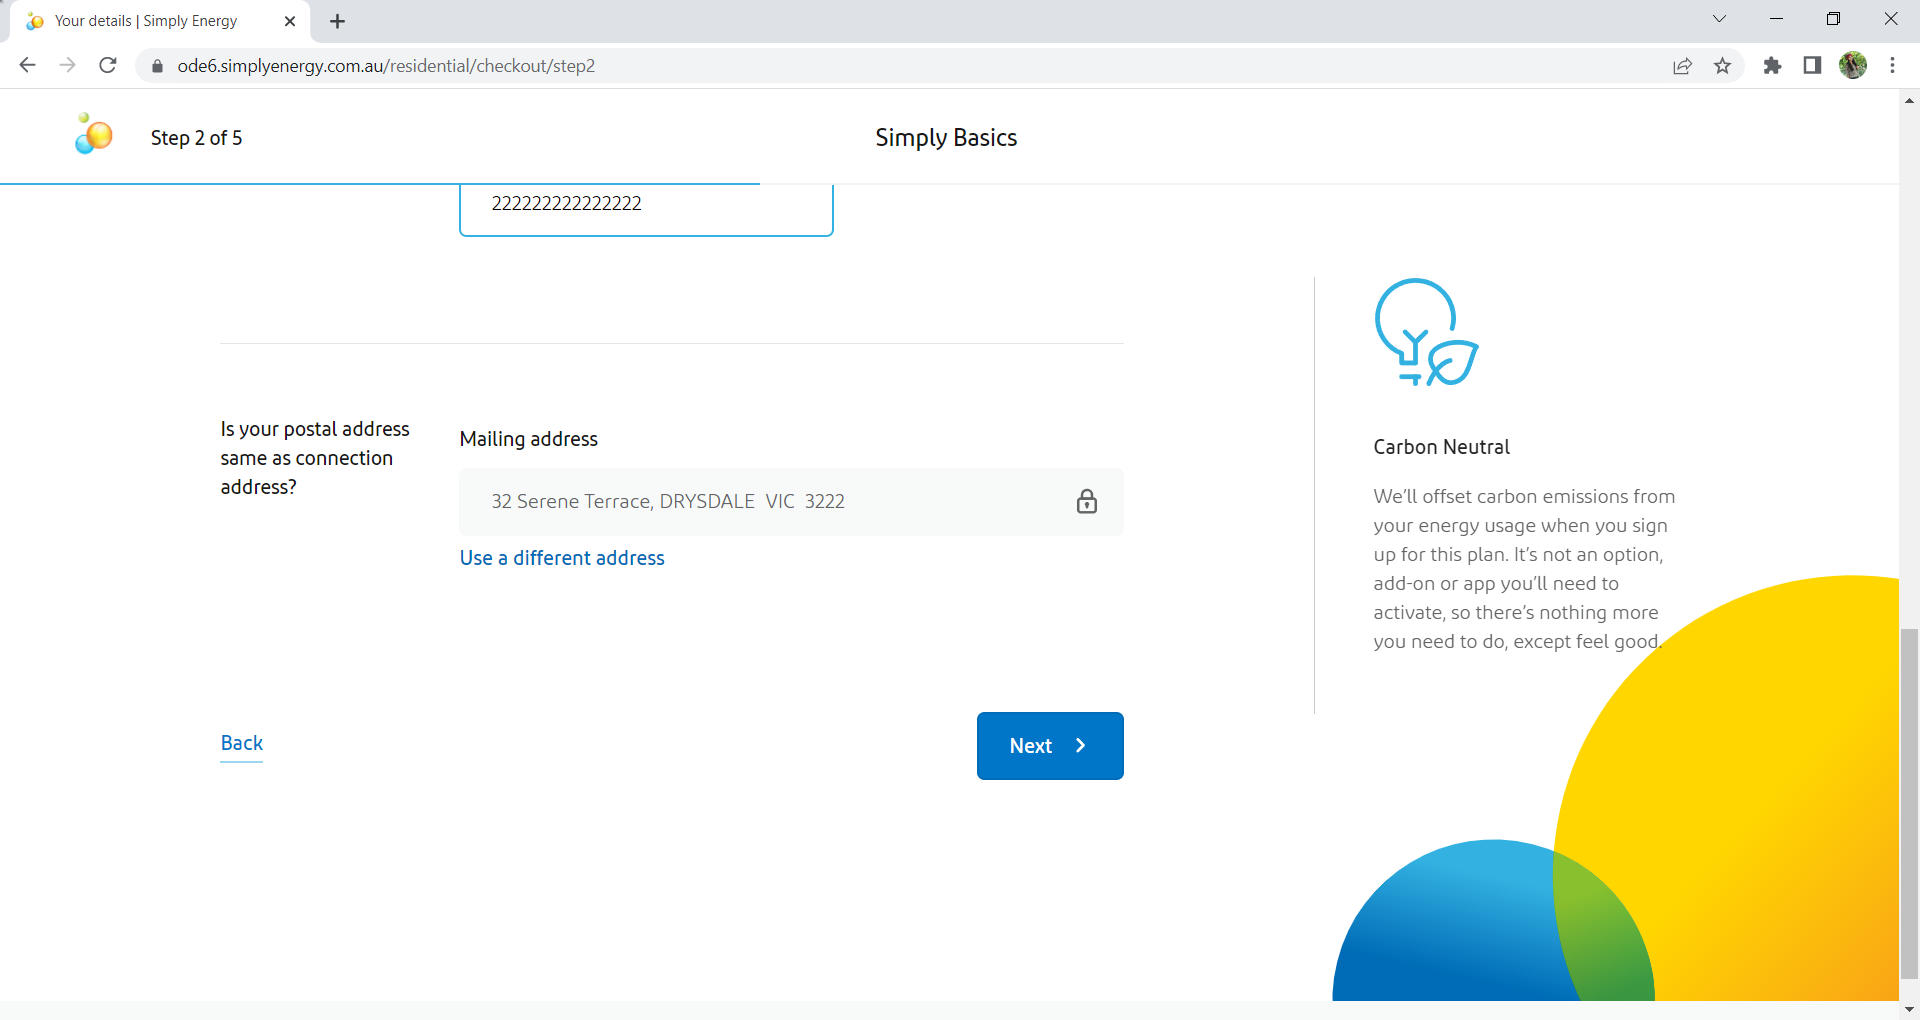 Your details | Simply Energy
ode6.simplyenergy.com.au/residential/checkout/step2
Step 2 of 5
Simply Basics
222222222222222
Is your postal address
same as connection
address?
Mailing address
32 Serene Terrace, DRYSDALE  VIC  3222
Use a different address
Back
Next
Carbon Neutral
We’ll offset carbon emissions from
your energy usage when you sign
up for this plan. It’s not an option,
add-on or app you’ll need to
activate, so there’s nothing more
you need to do, except feel good.